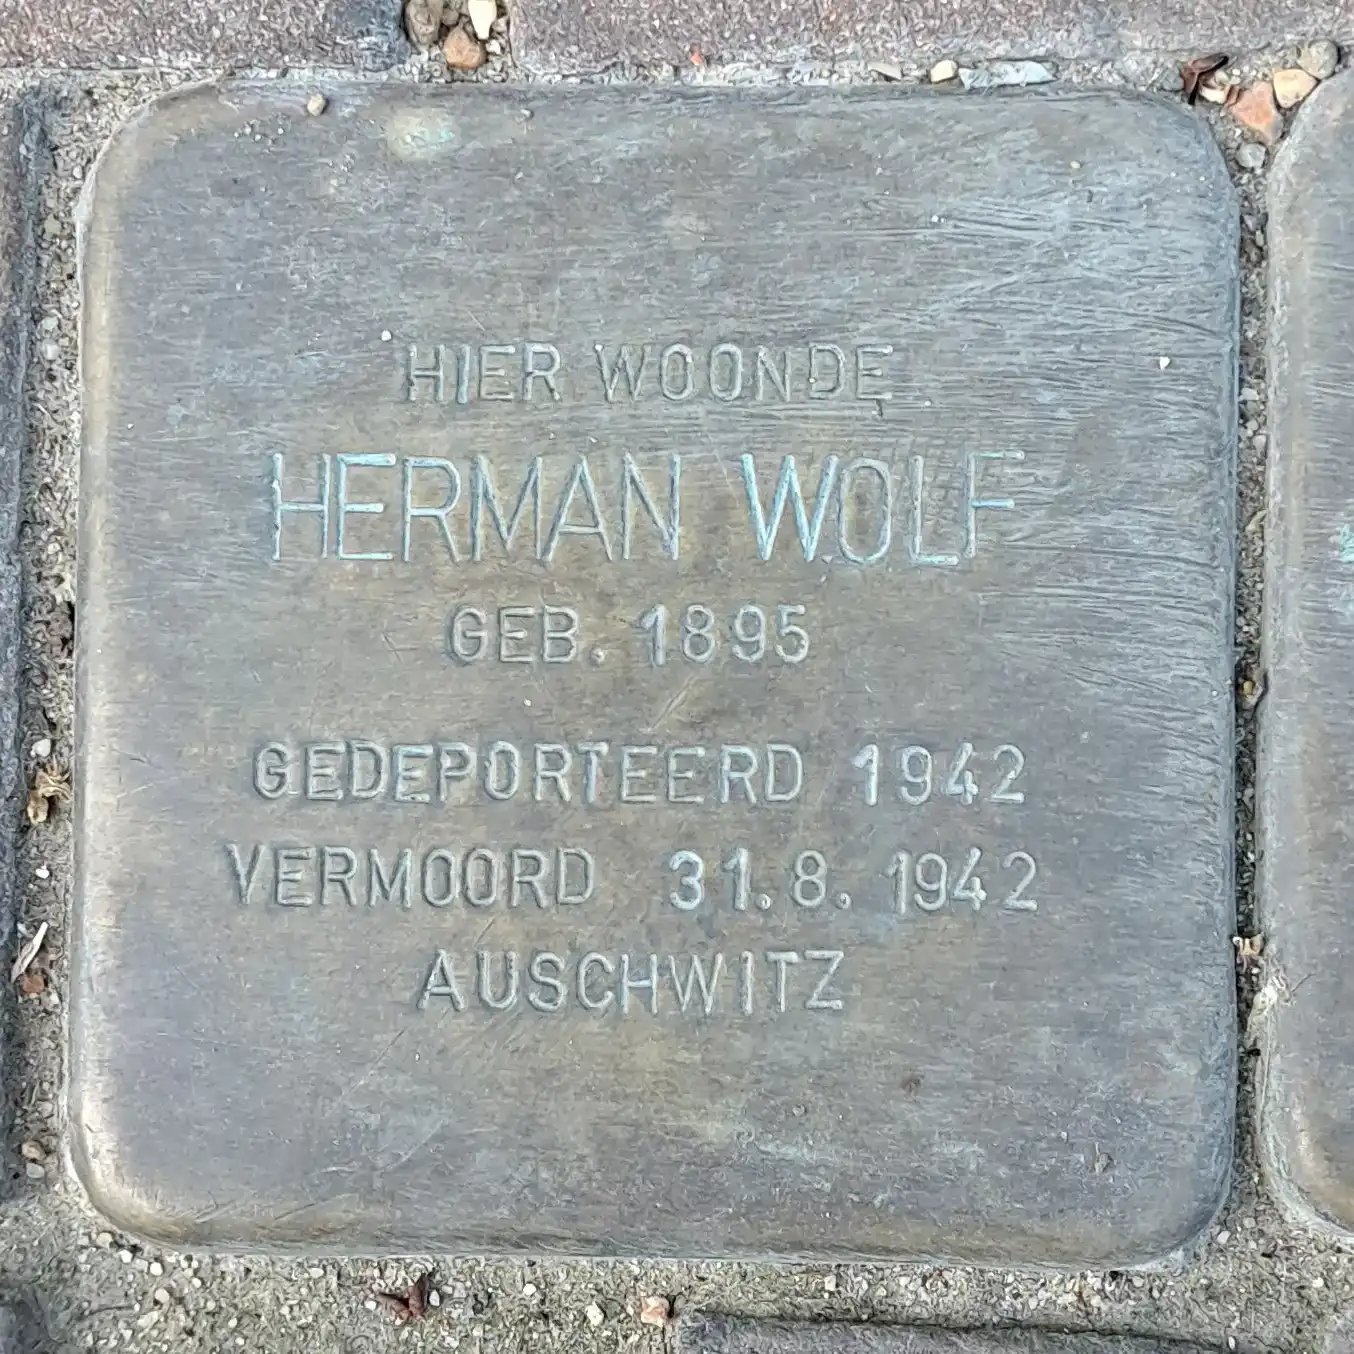 HIER WOONDE
HERMAN WOLF
GEB. 1895
GEDEPORTEERD 1942
VERMOORD 31.8.1942
AUSCHWITZ